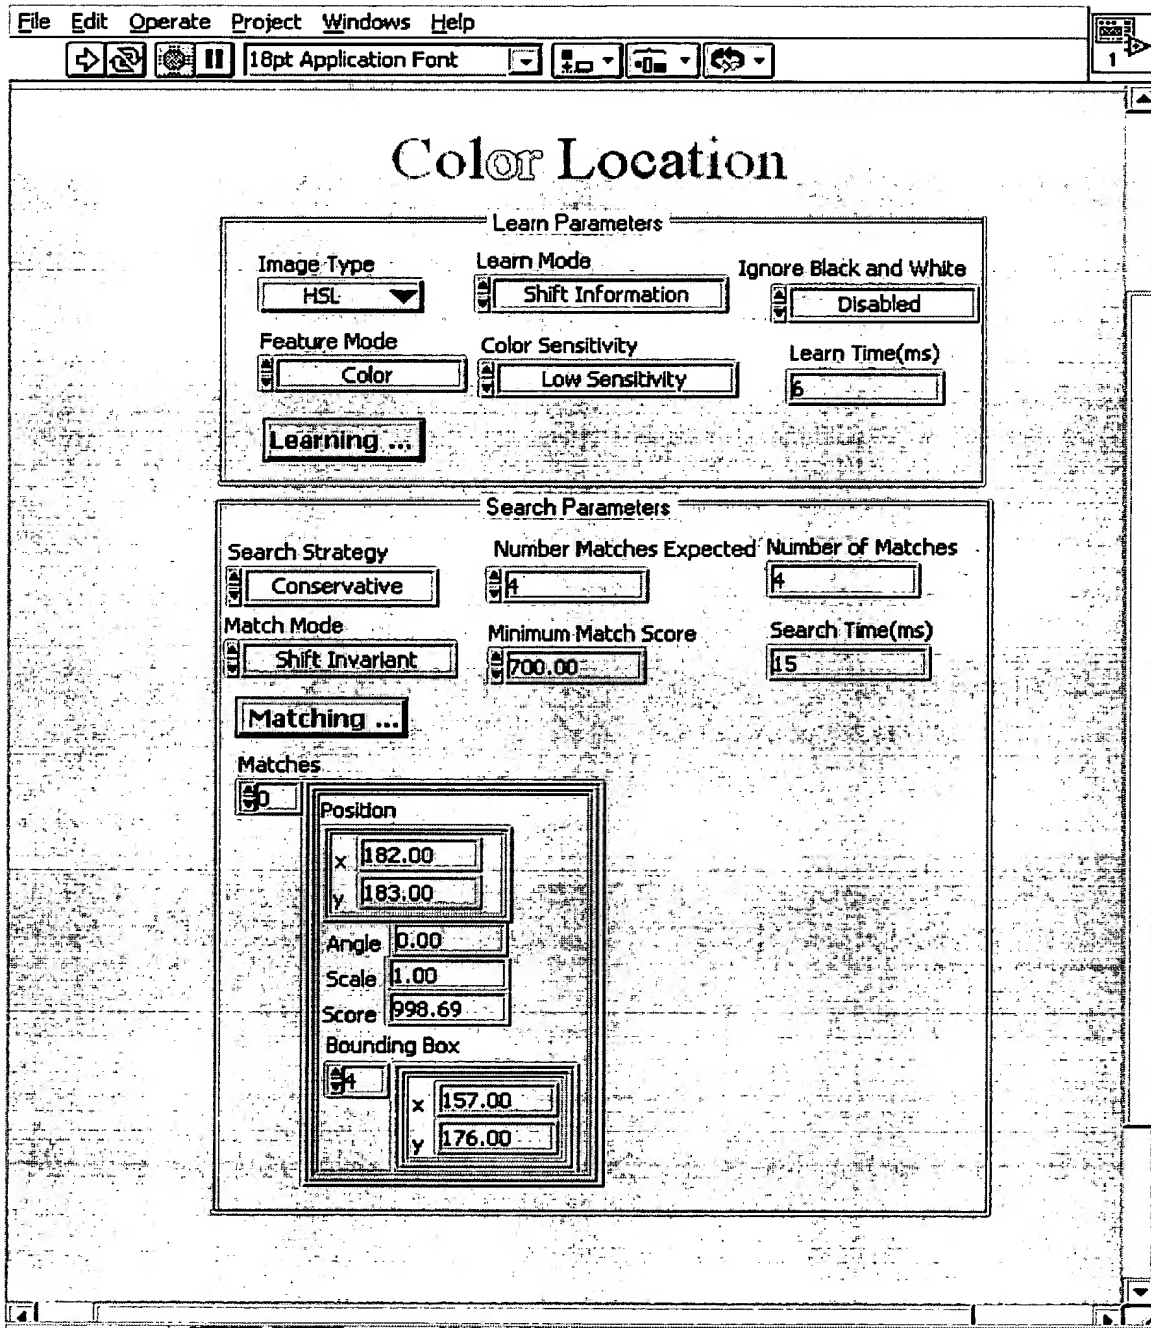 File Edit Operate Project Windows Help
18pt Application Font
1
Color Location
Learn Parameters
Image Type
Learn Mode
Ignore Black and White
HSL
Shift Information
Disabled
Feature Mode
Color Sensitivity
Learn Time(ms)
Color
Low Sensitivity
6
Learning ...
Search Parameters
Search Strategy
Number Matches Expected
Number of Matches
Conservative
4
4
Match Mode
Minimum Match Score
Search Time(ms)
Shift Invariant
700.00
15
Matching ...
Matches
0
Position
x 182.00
y 183.00
Angle 0.00
Scale 1.00
Score 998.69
Bounding Box
4
x 157.00
y 176.00